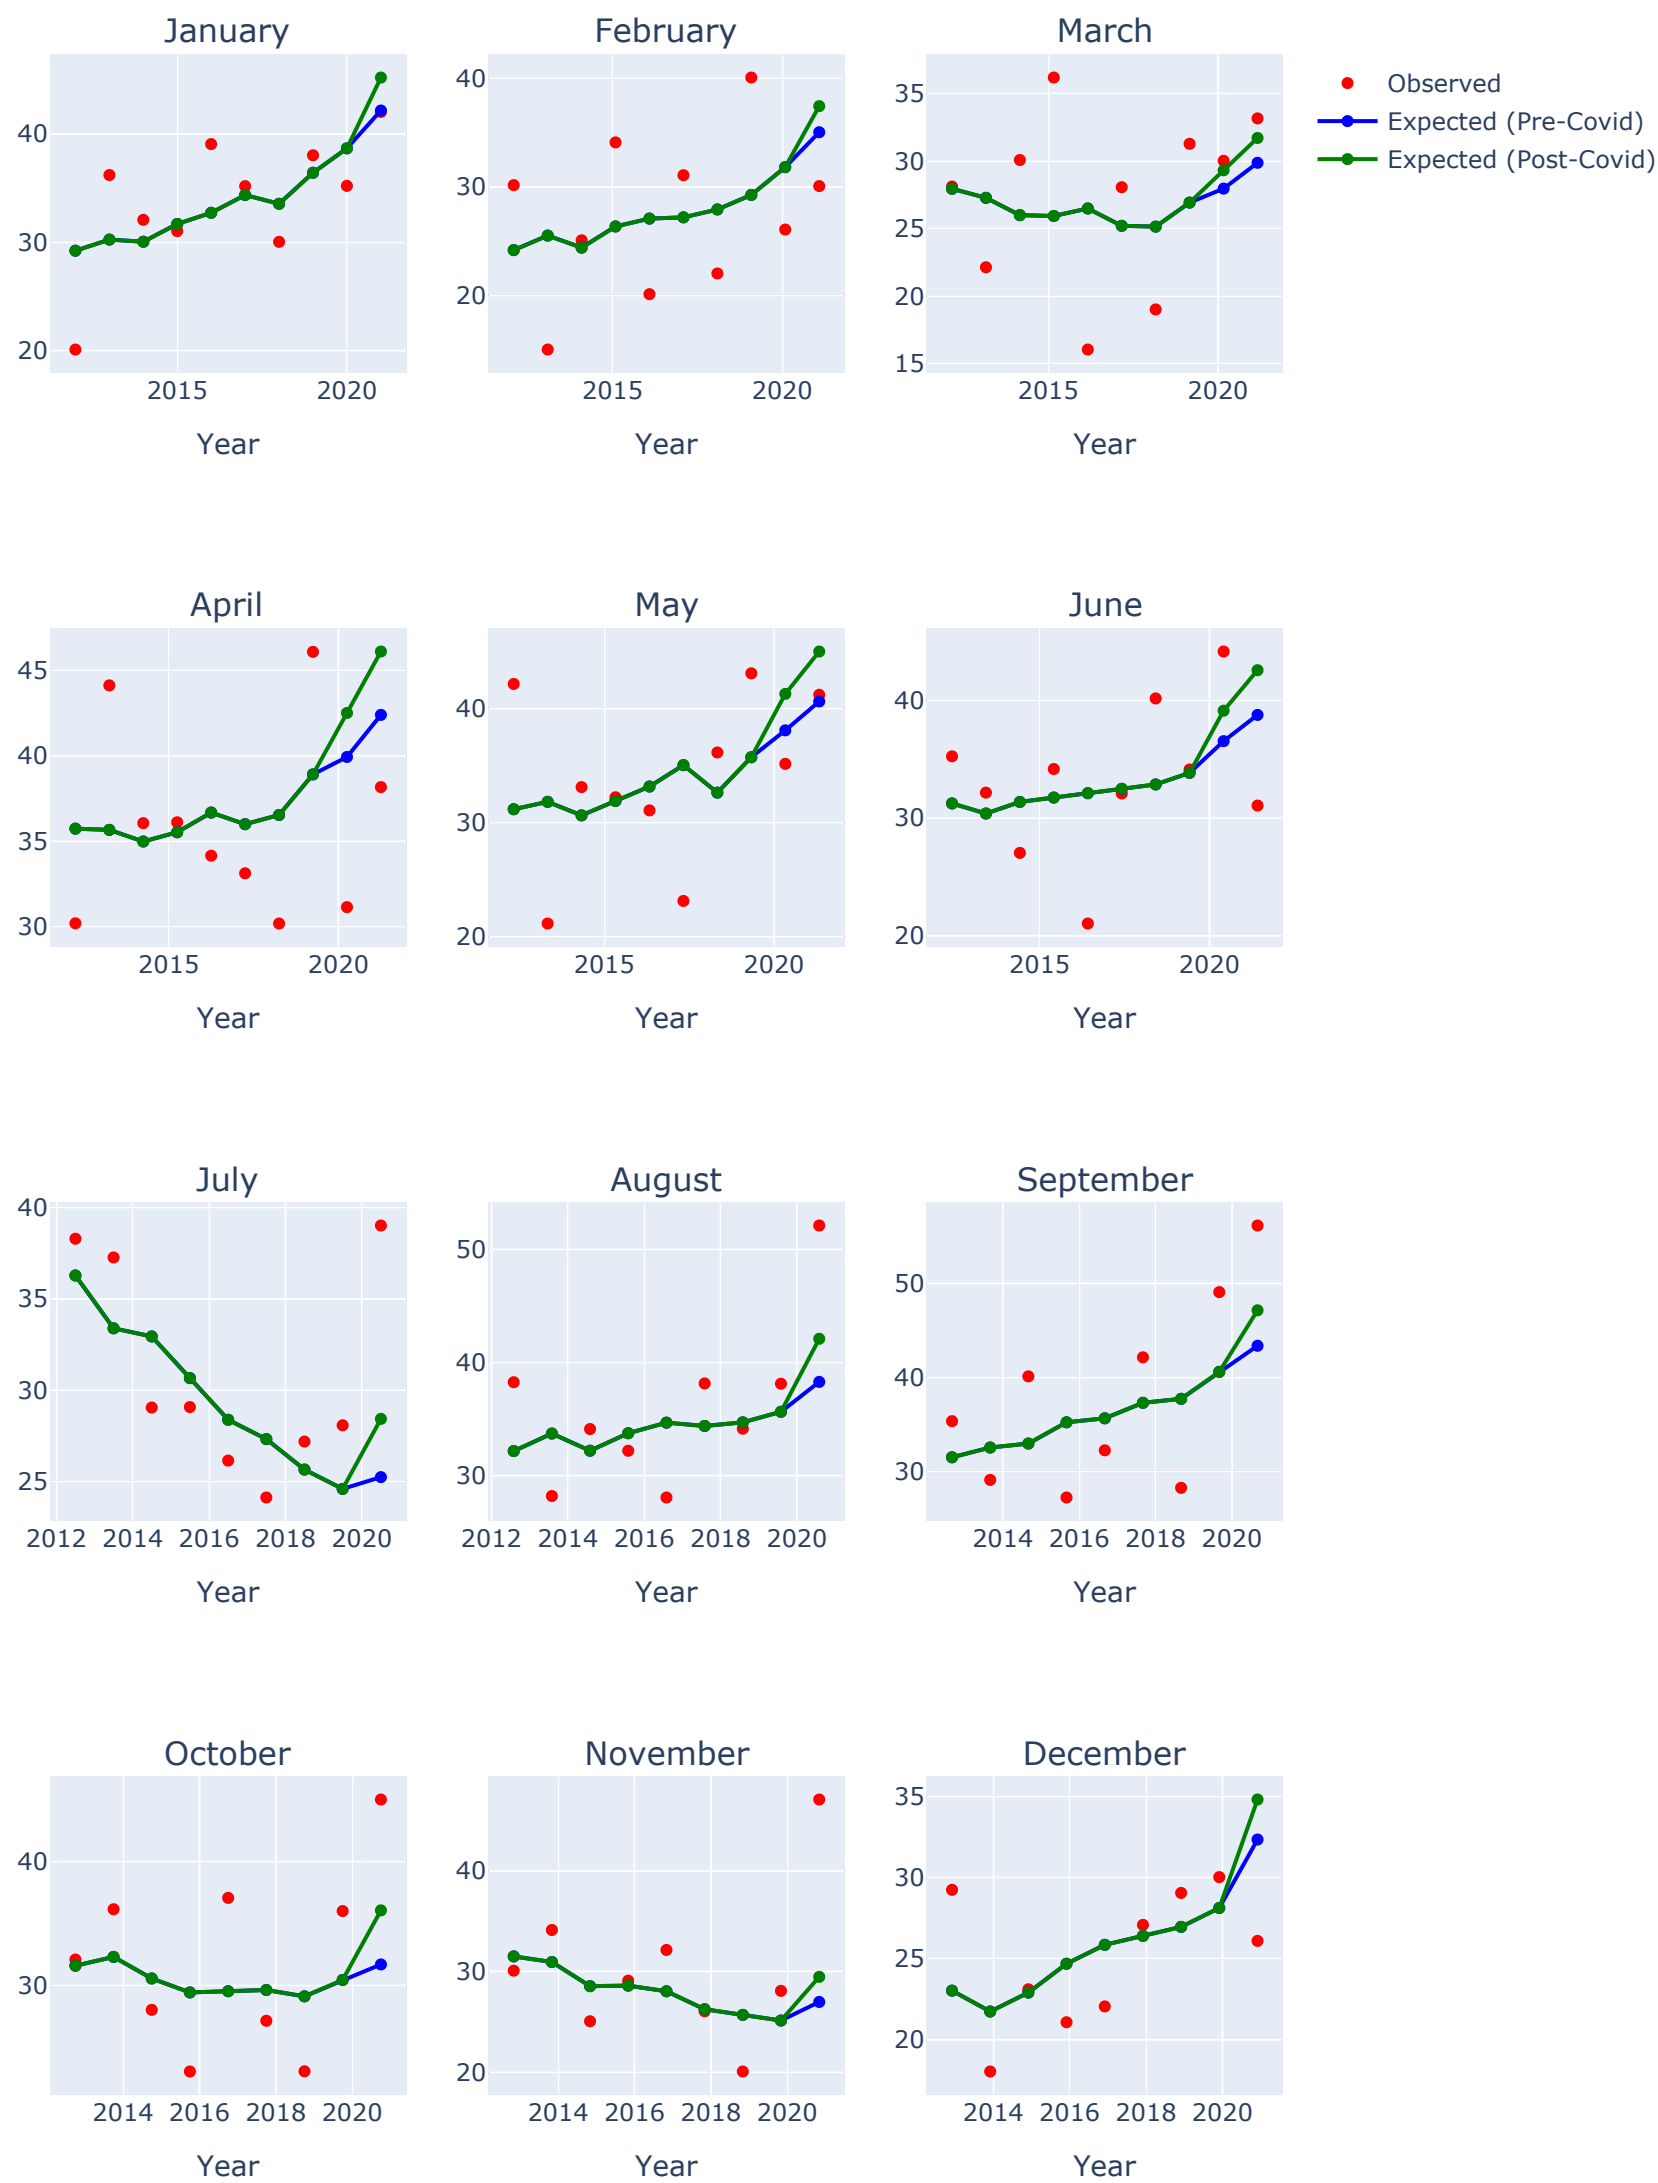 January
February
March
Observed
Expected (Pre-Covid)
Expected (Post-Covid)
40
30
20
2015
2020
Year
40
30
20
2015
2020
Year
35
30
25
20
15
2015
2020
Year
April
May
June
45
40
35
30
2015
2020
Year
40
30
20
2015
2020
Year
40
30
20
2015
2020
Year
July
August
September
40
35
30
25
2012
2014
2016
2018
2020
Year
50
40
30
2012
2014
2016
2018
2020
Year
50
40
30
2014
2016
2018
2020
Year
October
November
December
40
30
2014
2016
2018
2020
Year
40
30
20
2014
2016
2018
2020
Year
35
30
25
20
2014
2016
2018
2020
Year